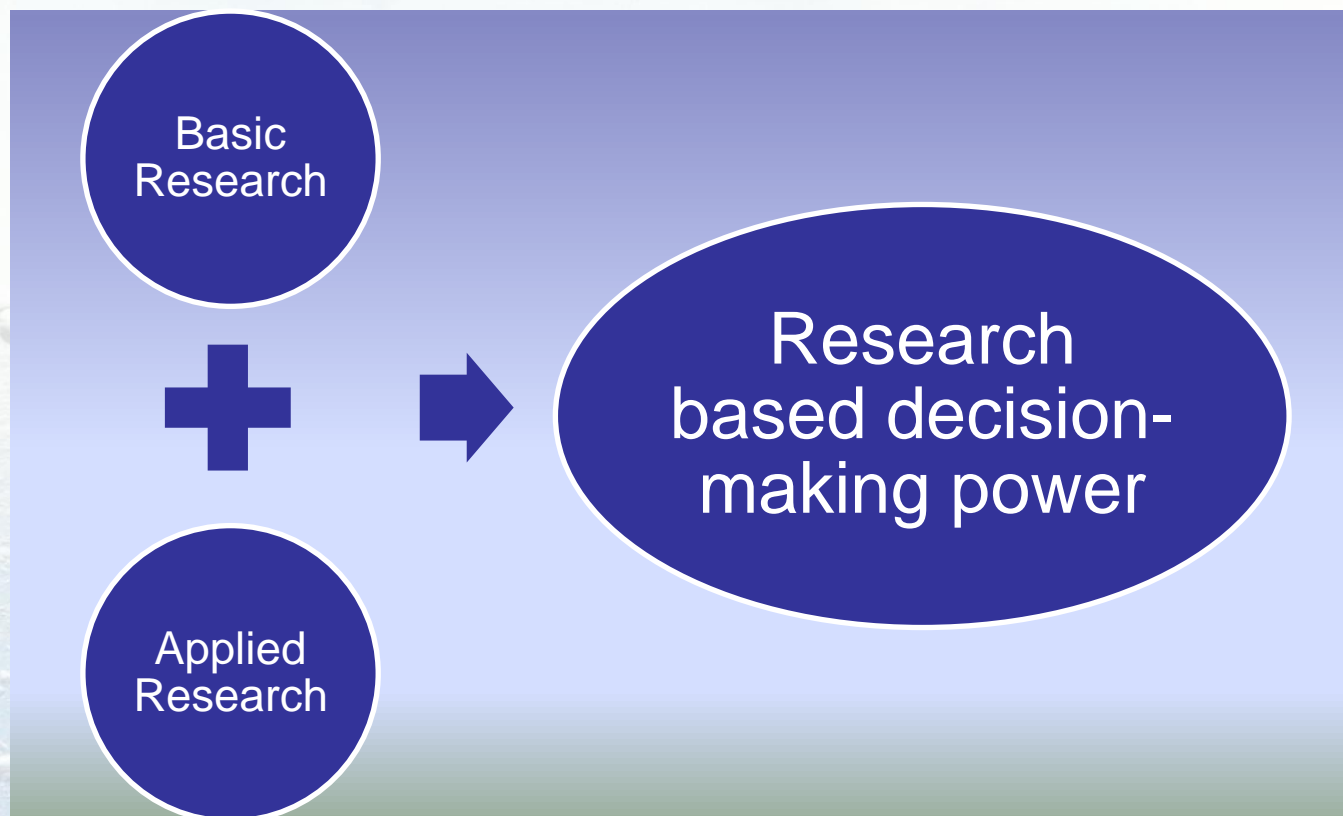 Basic
Research
Applied
Research
Research
based decision-
making power